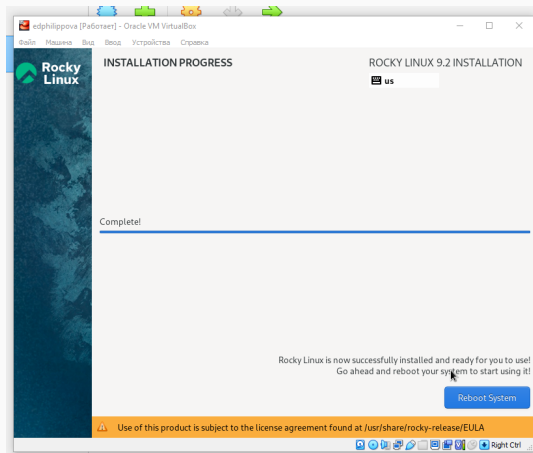 edphilippova [Работает] - Oracle VM VirtualBox
Файл Машина Вид Ввод Устройства Справка
Rocky
Linux
INSTALLATION PROGRESS
ROCKY LINUX 9.2 INSTALLATION
us
Complete!
Rocky Linux is now successfully installed and ready for you to use!
Go ahead and reboot your system to start using it!
Reboot System
Use of this product is subject to the license agreement found at /usr/share/rocky-release/EULA
Right Ctrl